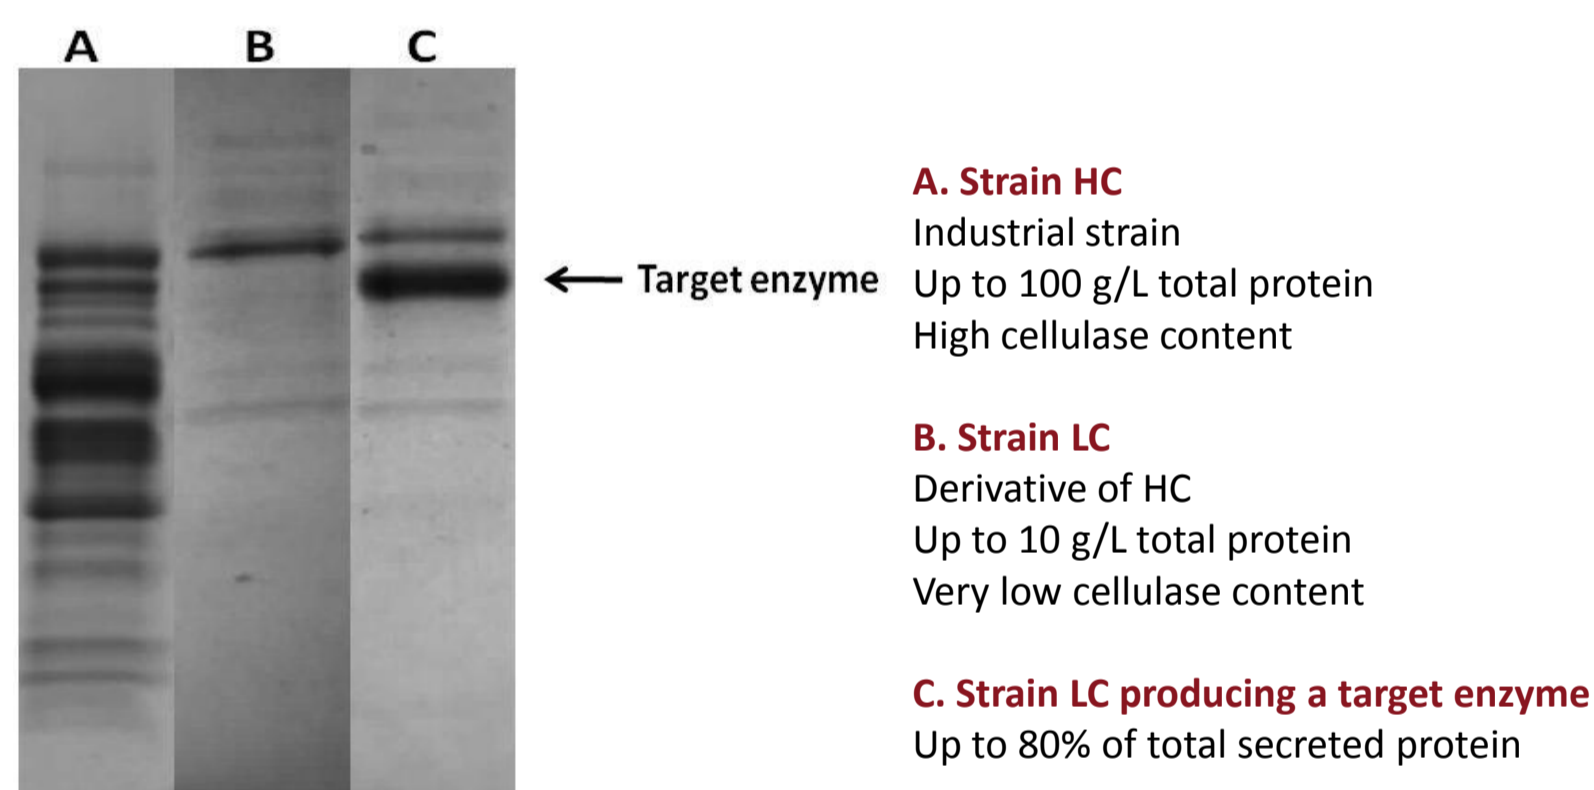 A B C
Target enzyme
A. Strain HC
Industrial strain
Up to 100 g/L total protein
High cellulase content
B. Strain LC
Derivative of HC
Up to 10 g/L total protein
Very low cellulase content
C. Strain LC producing a target enzyme
Up to 80% of total secreted protein